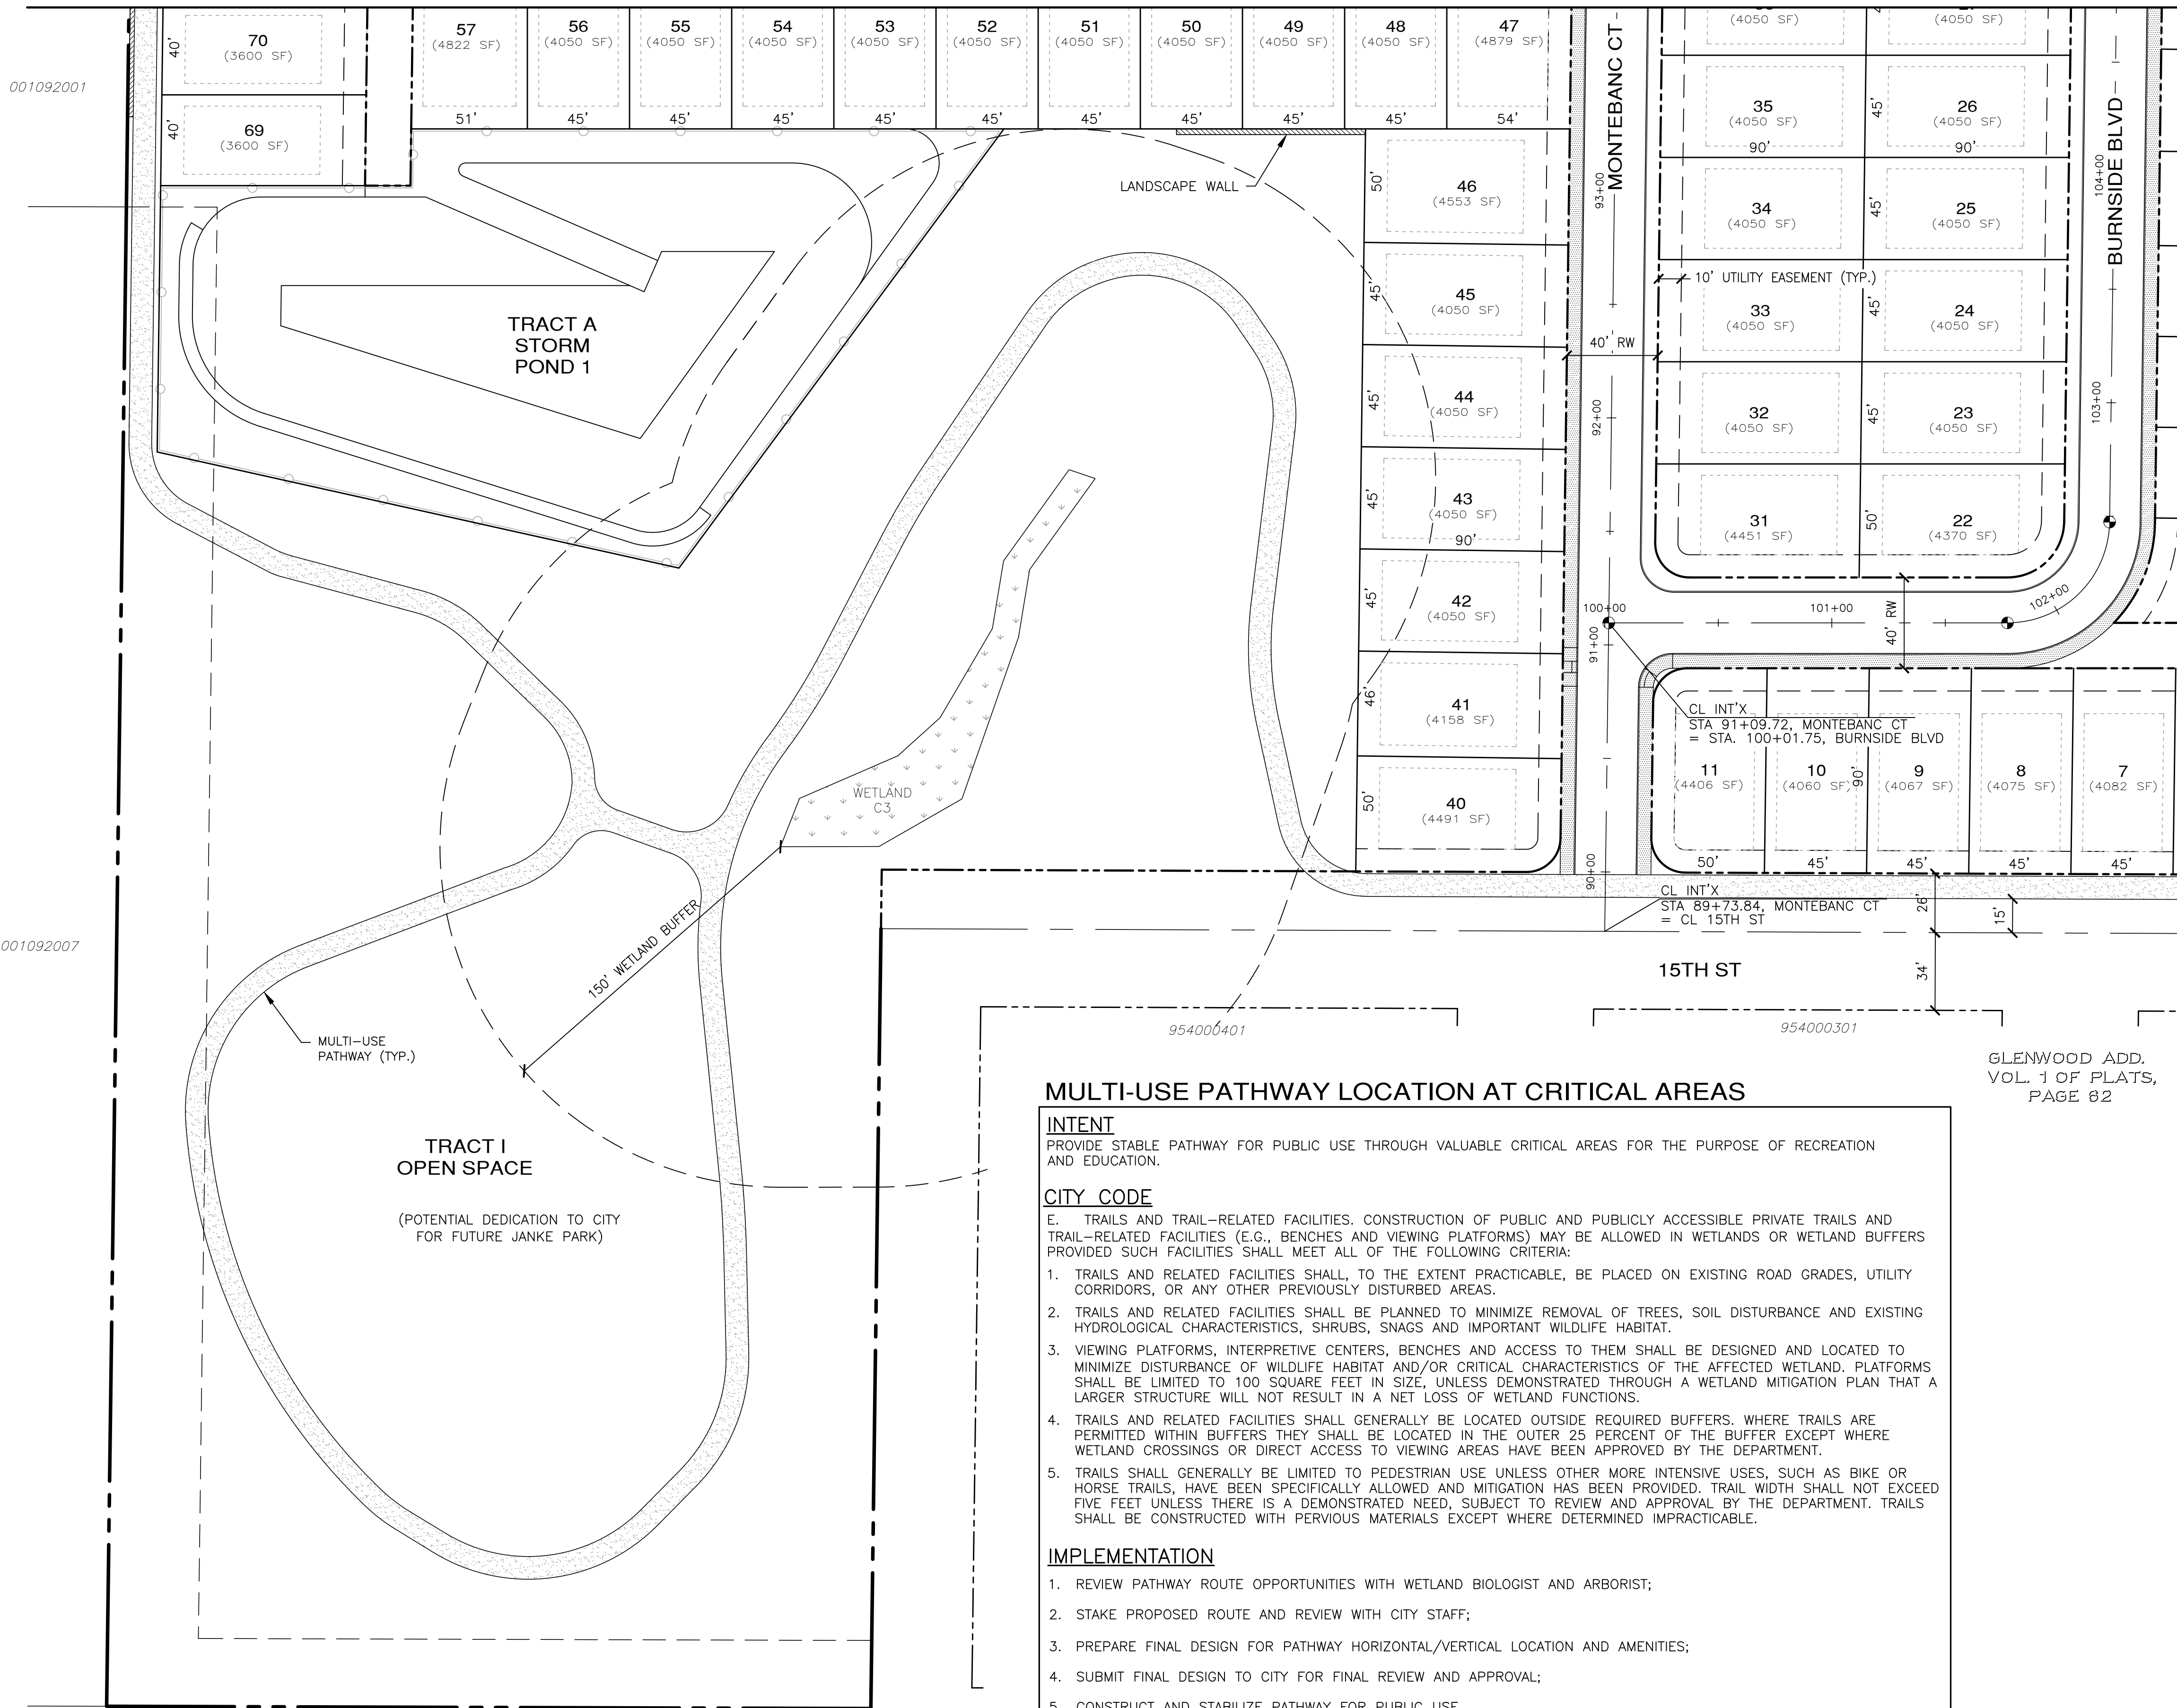 70
(3600 SF)
40'
69
(3600 SF)
40'
001092001
57
(4822 SF)
51'
56
(4050 SF)
45'
55
(4050 SF)
45'
54
(4050 SF)
45'
53
(4050 SF)
45'
52
(4050 SF)
45'
51
(4050 SF)
45'
50
(4050 SF)
45'
49
(4050 SF)
45'
48
(4050 SF)
45'
47
(4879 SF)
54'
MONTEBANC CT
(4050 SF)
(4050 SF)
35
(4050 SF)
90'
45'
26
(4050 SF)
90'
BURNSIDE BLVD
104+00
103+00
102+00
LANDSCAPE WALL
50'
46
(4553 SF)
93+00
34
(4050 SF)
45'
25
(4050 SF)
10' UTILITY EASEMENT (TYP.)
45'
45
(4050 SF)
33
(4050 SF)
45'
24
(4050 SF)
40' RW
TRACT A
STORM
POND 1
45'
44
(4050 SF)
92+00
32
(4050 SF)
45'
23
(4050 SF)
45'
43
(4050 SF)
90'
31
(4451 SF)
50'
22
(4370 SF)
45'
42
(4050 SF)
100+00
91+00
101+00
40' RW
46'
41
(4158 SF)
CL INT'X
STA 91+09.72, MONTEBANC CT
= STA. 100+01.75, BURNSIDE BLVD
50'
40
(4491 SF)
11
(4406 SF)
50'
10
(4060 SF)
45'
90'
9
(4067 SF)
45'
8
(4075 SF)
45'
7
(4082 SF)
45'
WETLAND
C3
90+00
CL INT'X
STA 89+73.84, MONTEBANC CT
= CL 15TH ST
26'
15'
34'
15TH ST
001092007
150' WETLAND BUFFER
MULTI-USE
PATHWAY (TYP.)
954000401
954000301
GLENWOOD ADD.
VOL. 1 OF PLATS,
PAGE 62
TRACT I
OPEN SPACE
(POTENTIAL DEDICATION TO CITY
FOR FUTURE JANKE PARK)
MULTI-USE PATHWAY LOCATION AT CRITICAL AREAS
INTENT
PROVIDE STABLE PATHWAY FOR PUBLIC USE THROUGH VALUABLE CRITICAL AREAS FOR THE PURPOSE OF RECREATION
AND EDUCATION.
CITY CODE
E. TRAILS AND TRAIL-RELATED FACILITIES. CONSTRUCTION OF PUBLIC AND PUBLICLY ACCESSIBLE PRIVATE TRAILS AND
TRAIL-RELATED FACILITIES (E.G., BENCHES AND VIEWING PLATFORMS) MAY BE ALLOWED IN WETLANDS OR WETLAND BUFFERS
PROVIDED SUCH FACILITIES SHALL MEET ALL OF THE FOLLOWING CRITERIA:
1. TRAILS AND RELATED FACILITIES SHALL, TO THE EXTENT PRACTICABLE, BE PLACED ON EXISTING ROAD GRADES, UTILITY
CORRIDORS, OR ANY OTHER PREVIOUSLY DISTURBED AREAS.
2. TRAILS AND RELATED FACILITIES SHALL BE PLANNED TO MINIMIZE REMOVAL OF TREES, SOIL DISTURBANCE AND EXISTING
HYDROLOGICAL CHARACTERISTICS, SHRUBS, SNAGS AND IMPORTANT WILDLIFE HABITAT.
3. VIEWING PLATFORMS, INTERPRETIVE CENTERS, BENCHES AND ACCESS TO THEM SHALL BE DESIGNED AND LOCATED TO
MINIMIZE DISTURBANCE OF WILDLIFE HABITAT AND/OR CRITICAL CHARACTERISTICS OF THE AFFECTED WETLAND. PLATFORMS
SHALL BE LIMITED TO 100 SQUARE FEET IN SIZE, UNLESS DEMONSTRATED THROUGH A WETLAND MITIGATION PLAN THAT A
LARGER STRUCTURE WILL NOT RESULT IN A NET LOSS OF WETLAND FUNCTIONS.
4. TRAILS AND RELATED FACILITIES SHALL GENERALLY BE LOCATED OUTSIDE REQUIRED BUFFERS. WHERE TRAILS ARE
PERMITTED WITHIN BUFFERS THEY SHALL BE LOCATED IN THE OUTER 25 PERCENT OF THE BUFFER EXCEPT WHERE
WETLAND CROSSINGS OR DIRECT ACCESS TO VIEWING AREAS HAVE BEEN APPROVED BY THE DEPARTMENT.
5. TRAILS SHALL GENERALLY BE LIMITED TO PEDESTRIAN USE UNLESS OTHER MORE INTENSIVE USES, SUCH AS BIKE OR
HORSE TRAILS, HAVE BEEN SPECIFICALLY ALLOWED AND MITIGATION HAS BEEN PROVIDED. TRAIL WIDTH SHALL NOT EXCEED
FIVE FEET UNLESS THERE IS A DEMONSTRATED NEED, SUBJECT TO REVIEW AND APPROVAL BY THE DEPARTMENT. TRAILS
SHALL BE CONSTRUCTED WITH PERVIOUS MATERIALS EXCEPT WHERE DETERMINED IMPRACTICABLE.
IMPLEMENTATION
1. REVIEW PATHWAY ROUTE OPPORTUNITIES WITH WETLAND BIOLOGIST AND ARBORIST;
2. STAKE PROPOSED ROUTE AND REVIEW WITH CITY STAFF;
3. PREPARE FINAL DESIGN FOR PATHWAY HORIZONTAL/VERTICAL LOCATION AND AMENITIES;
4. SUBMIT FINAL DESIGN TO CITY FOR FINAL REVIEW AND APPROVAL;
5. CONSTRUCT AND STABILIZE PATHWAY FOR PUBLIC USE